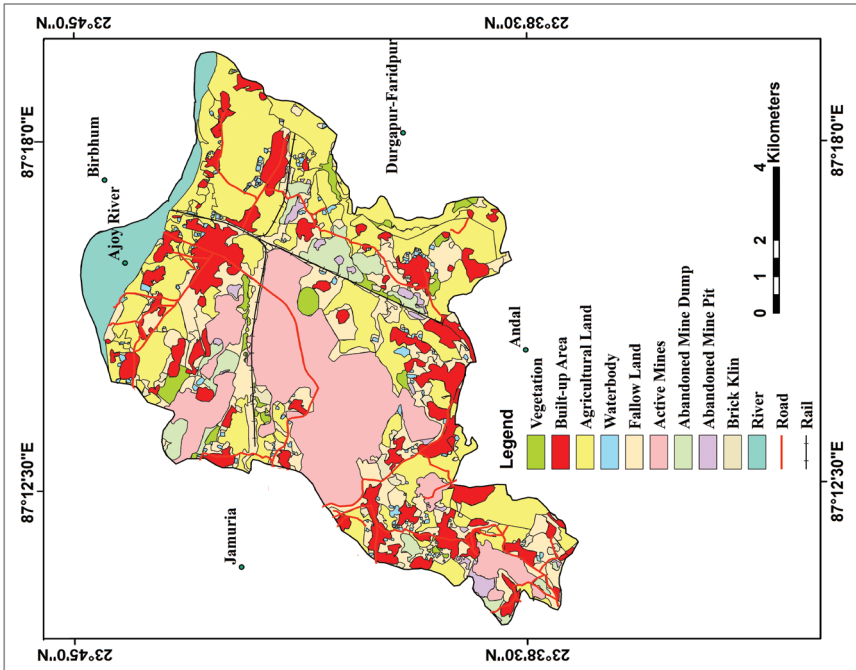 23°45'0"N
23°38'30"N
87°18'0"E
87°12'30"E
87°18'0"E
87°12'30"E
23°45'0"N
23°38'30"N
Birbhum
Ajoy River
Durgapur-Faridpur
Andal
Jamuria
0 1 2 4
Kilometers
Legend
Vegetation
Built-up Area
Agricultural Land
Waterbody
Fallow Land
Active Mines
Abandoned Mine Dump
Abandoned Mine Pit
Brick Klin
River
Road
Rail